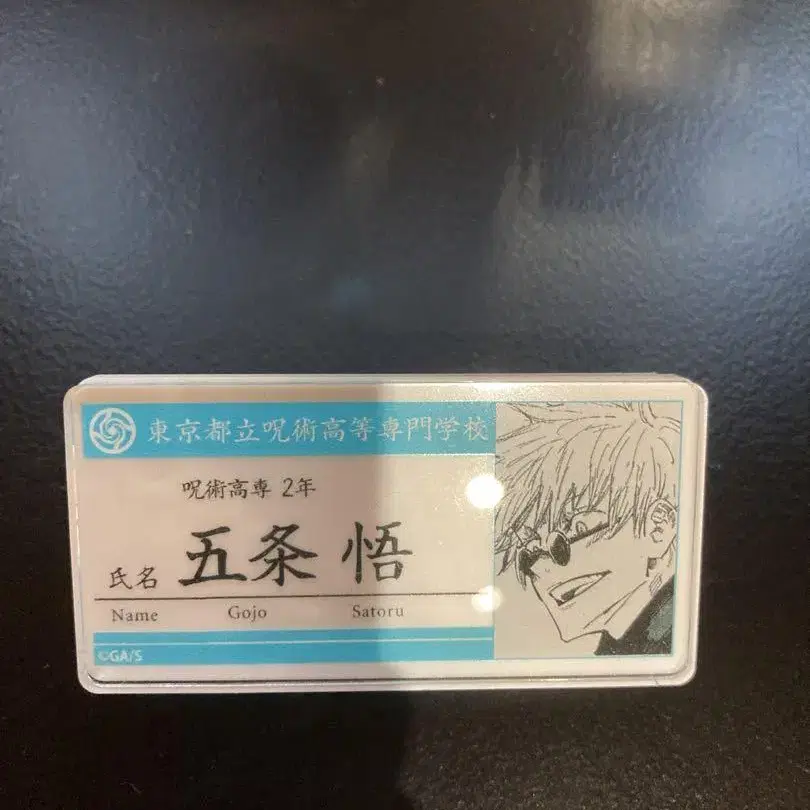 東京都立呪術高等専門学校
呪術高専 2年
氏名 五条 悟
Name Gojo Satoru
©GA/S